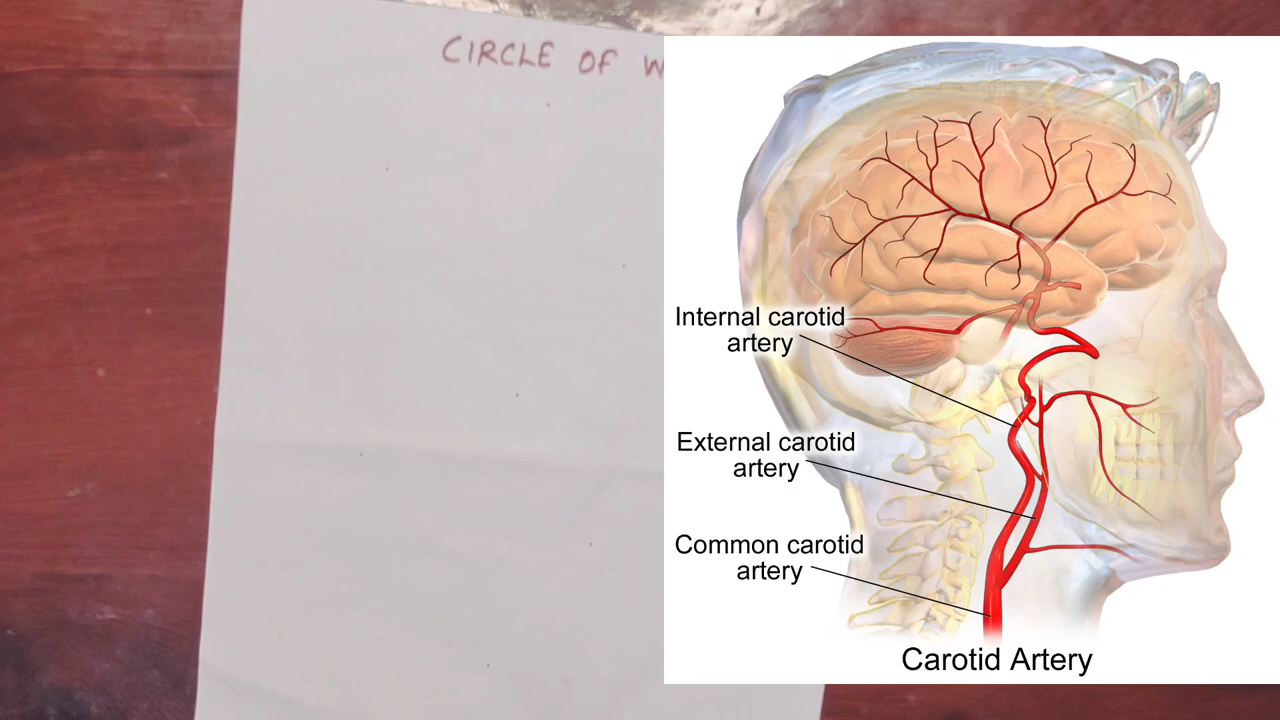 CIRCLE OF
Internal carotid
artery
External carotid
artery
Common carotid
artery
Carotid Artery